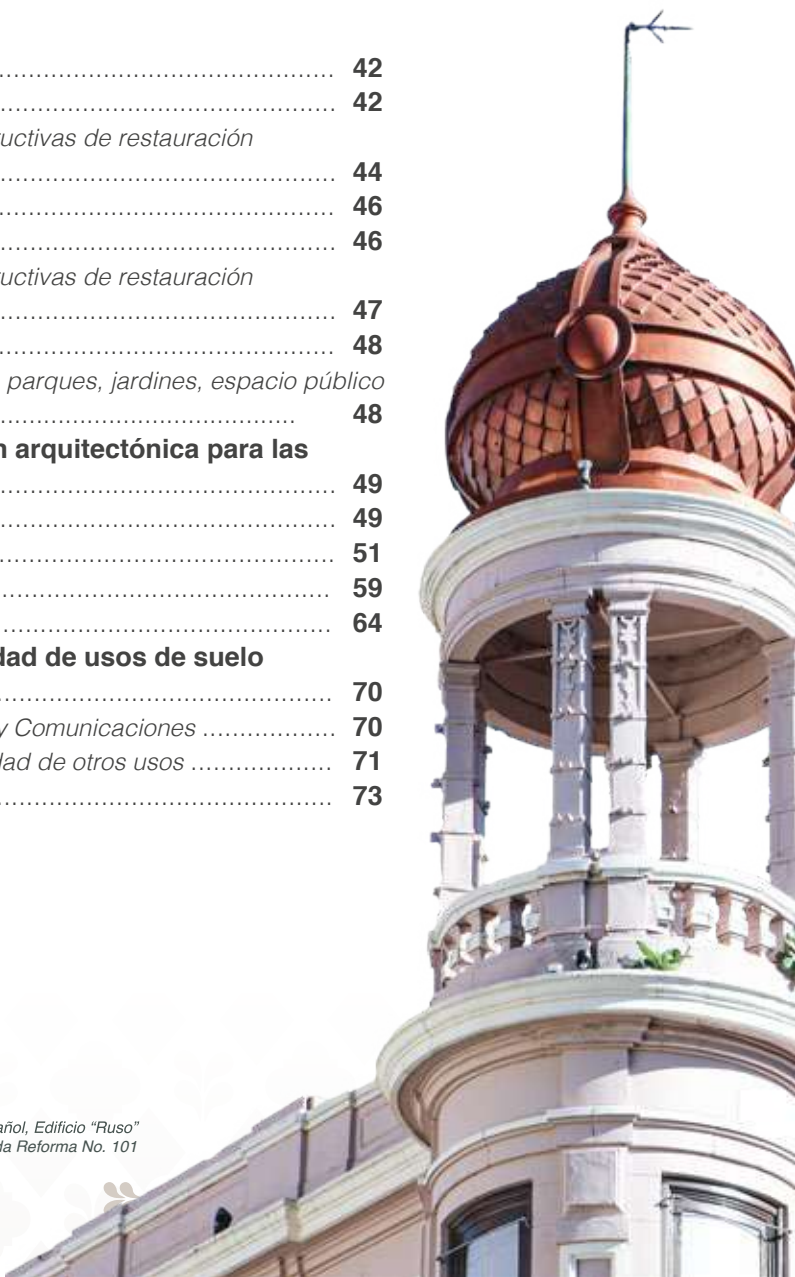 ........................................ 42
........................................ 42
uctivas de restauración
........................................ 44
........................................ 46
........................................ 46
uctivas de restauración
........................................ 47
........................................ 48
parques, jardines, espacio público
........................................ 48
n arquitectónica para las
........................................ 49
........................................ 49
........................................ 51
........................................ 59
........................................ 64
dad de usos de suelo
........................................ 70
y Comunicaciones ................. 70
dad de otros usos ................... 71
........................................ 73
añol, Edificio "Ruso"
da Reforma No. 101